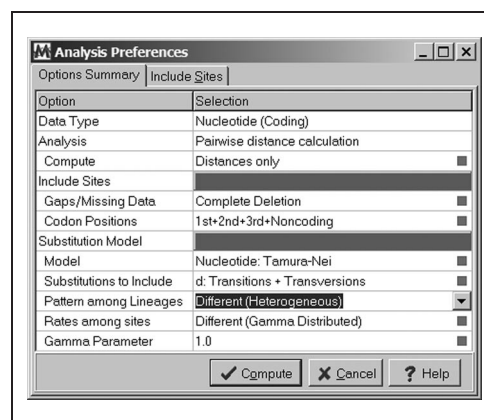 Analysis Preferences
Options Summary Include Sites
Option Selection
Data Type Nucleotide (Coding)
Analysis Pairwise distance calculation
Compute Distances only
Include Sites
Gaps/Missing Data Complete Deletion
Codon Positions 1st+2nd+3rd+Noncoding
Substitution Model
Model Nucleotide: Tamura-Nei
Substitutions to Include d: Transitions + Transversions
Pattern among Lineages Different (Heterogeneous)
Rates among sites Different (Gamma Distributed)
Gamma Parameter 1.0
Compute Cancel ? Help